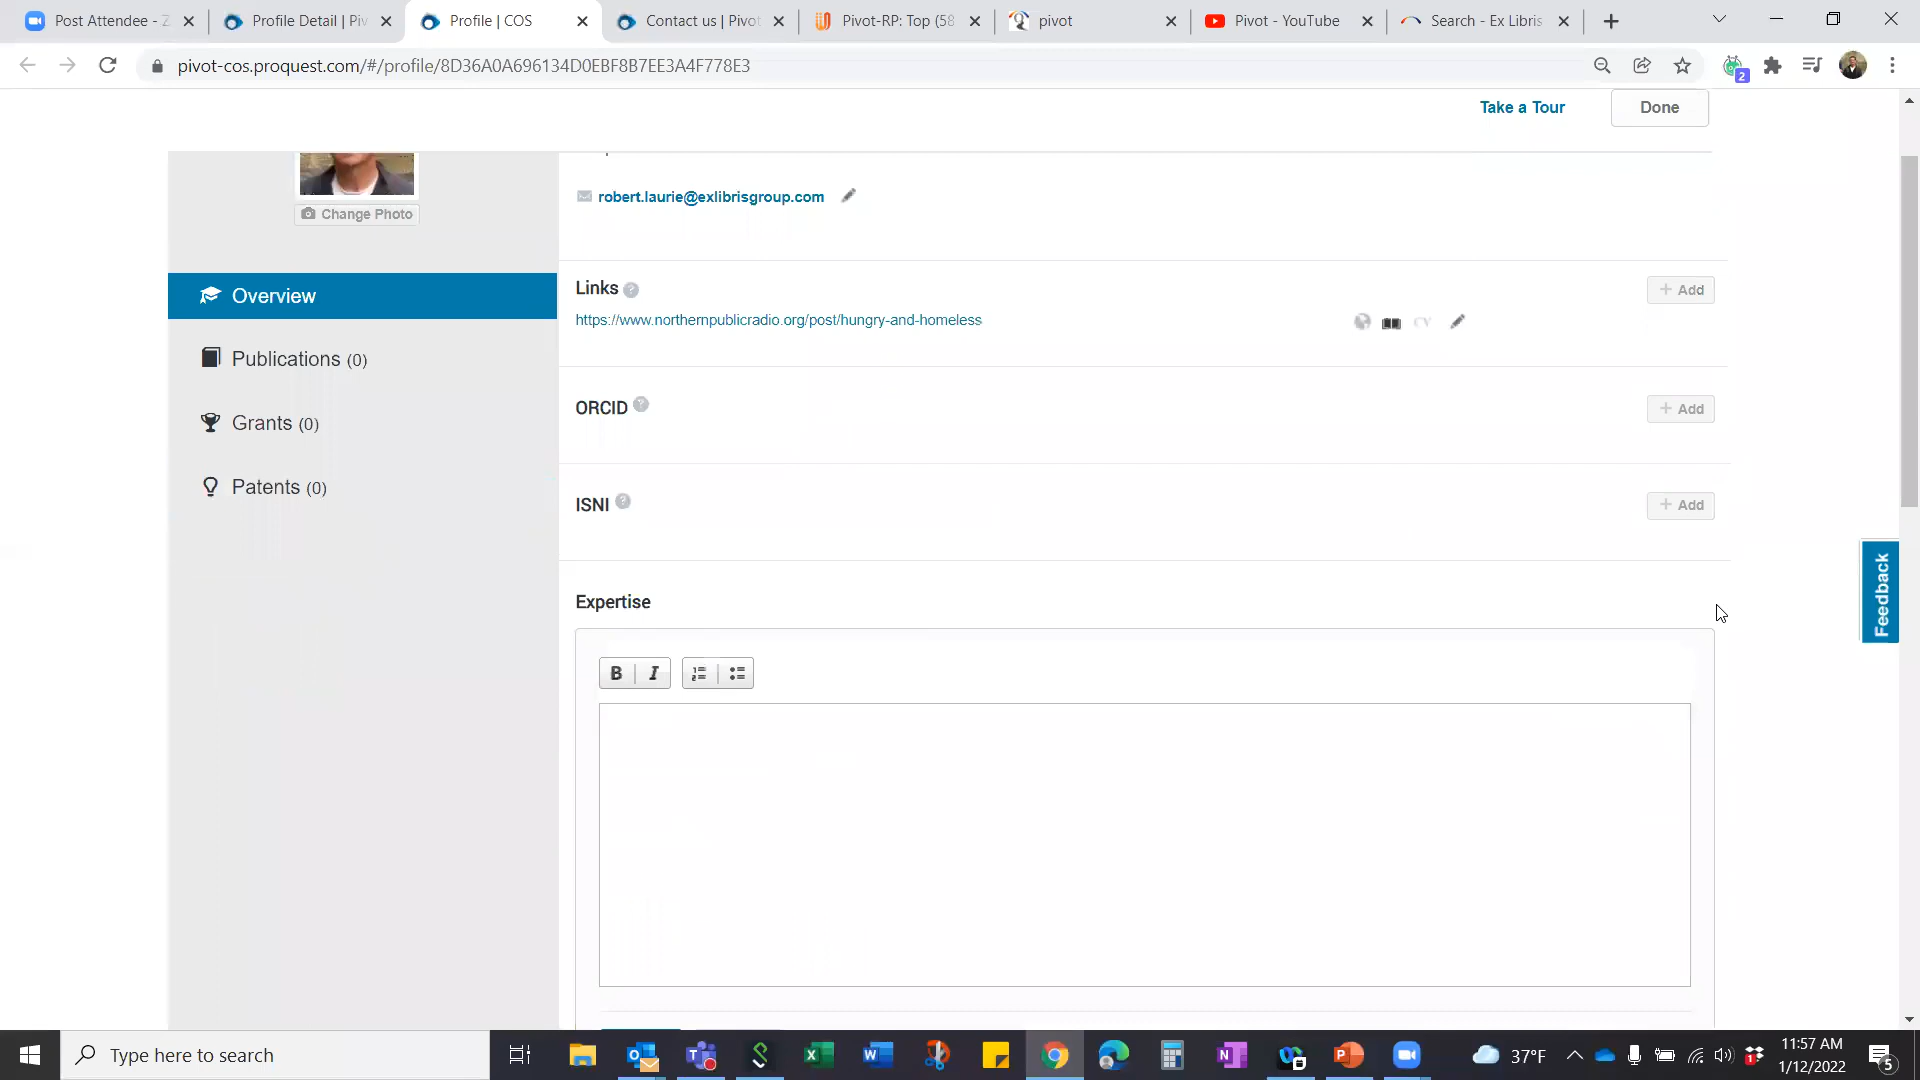 Post Attendee - Z
Profile Detail | Piv
Profile | COS
Contact us | Pivot
Pivot-RP: Top (58
pivot
Pivot - YouTube
Search - Ex Libris
pivot-cos.proquest.com/#/profile/8D36A0A696134D0EBF8B7EE3A4F778E3
2
Take a Tour
Done
Change Photo
robert.laurie@exlibrisgroup.com
Overview
Publications (0)
Grants (0)
Patents (0)
Links ?
+ Add
https://www.northernpublicradio.org/post/hungry-and-homeless
CV
ORCID ?
+ Add
ISNI ?
+ Add
Expertise
B I
Feedback
Type here to search
37°F
11:57 AM
1/12/2022
5